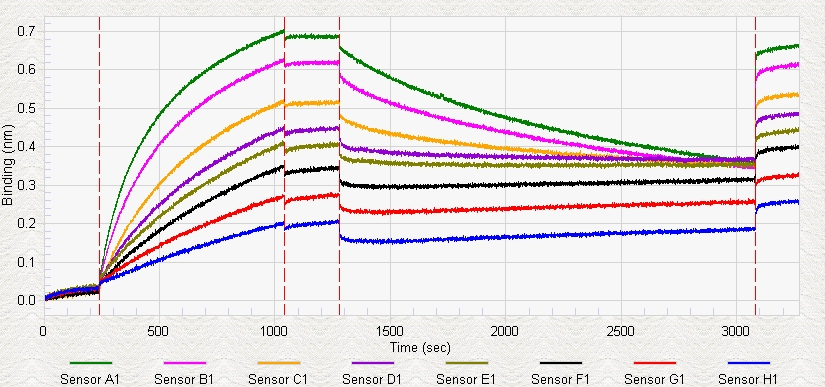 0.7
0.6
0.5
0.4
0.3
0.2
0.1
0.0
Binding (nm)
0 500 1000 1500 2000 2500 3000
Time (sec)
Sensor A1 Sensor B1 Sensor C1 Sensor D1 Sensor E1 Sensor F1 Sensor G1 Sensor H1